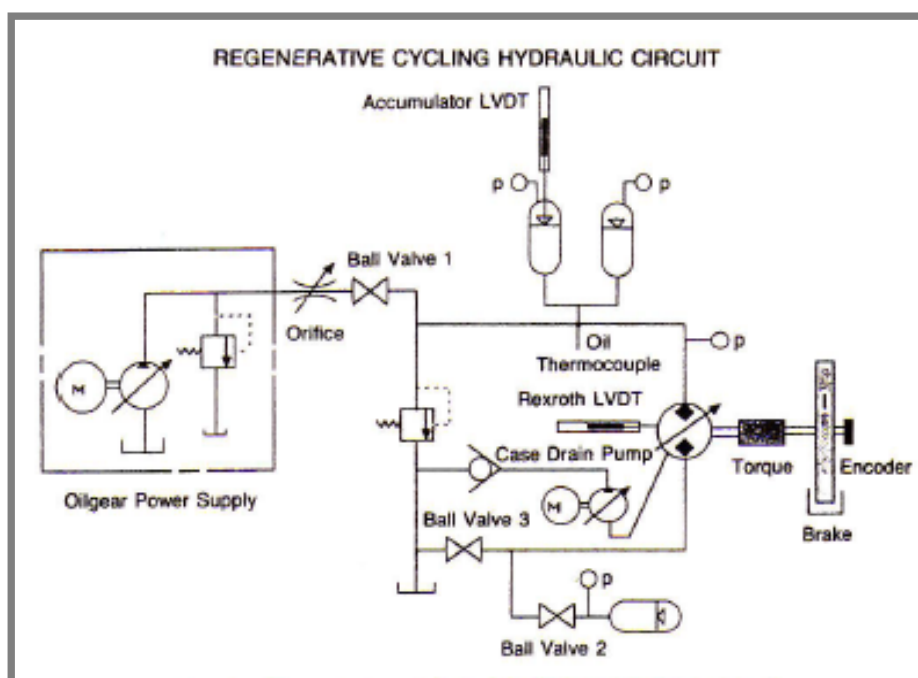 REGENERATIVE CYCLING HYDRAULIC CIRCUIT
Accumulator LVDT
p
p
Ball Valve 1
Orifice
Oil
Thermocouple
p
M
Rexroth LVDT
Case Drain Pump
Torque
Encoder
Oilgear Power Supply
M
Ball Valve 3
Brake
p
Ball Valve 2